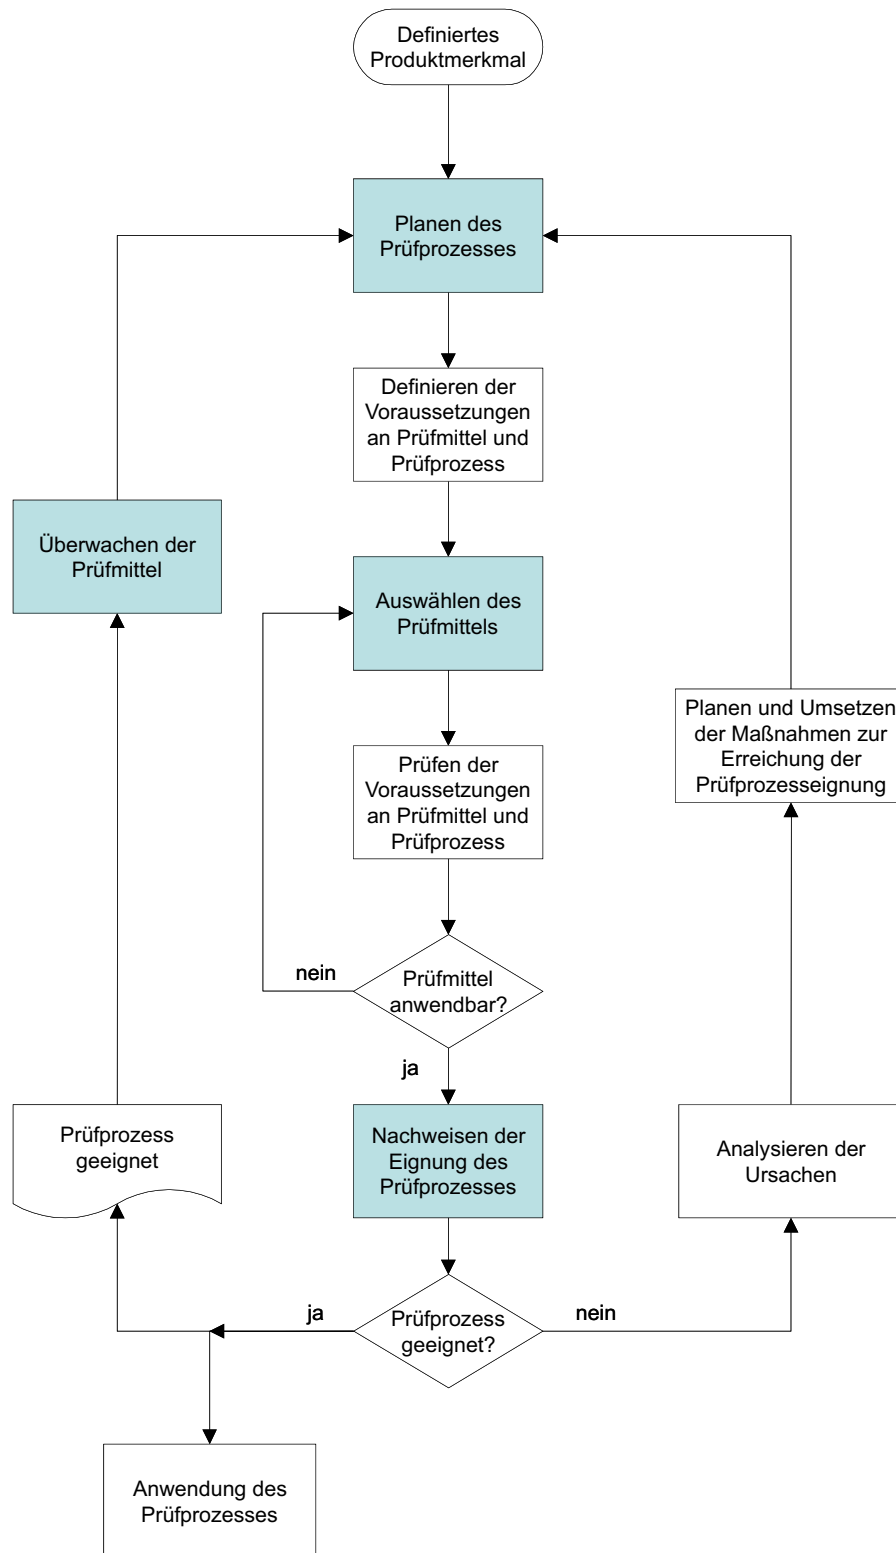 Definiertes
Produktmerkmal
Planen des
Prüfprozesses
Definieren der
Voraussetzungen
an Prüfmittel und
Prüfprozess
Überwachen der
Prüfmittel
Auswählen des
Prüfmittels
Planen und Umsetzen
der Maßnahmen zur
Erreichung der
Prüfprozesseignung
Prüfen der
Voraussetzungen
an Prüfmittel und
Prüfprozess
nein
Prüfmittel
anwendbar?
ja
Prüfprozess
geeignet
Nachweisen der
Eignung des
Prüfprozesses
Analysieren der
Ursachen
ja
Prüfprozess
geeignet?
nein
Anwendung des
Prüfprozesses